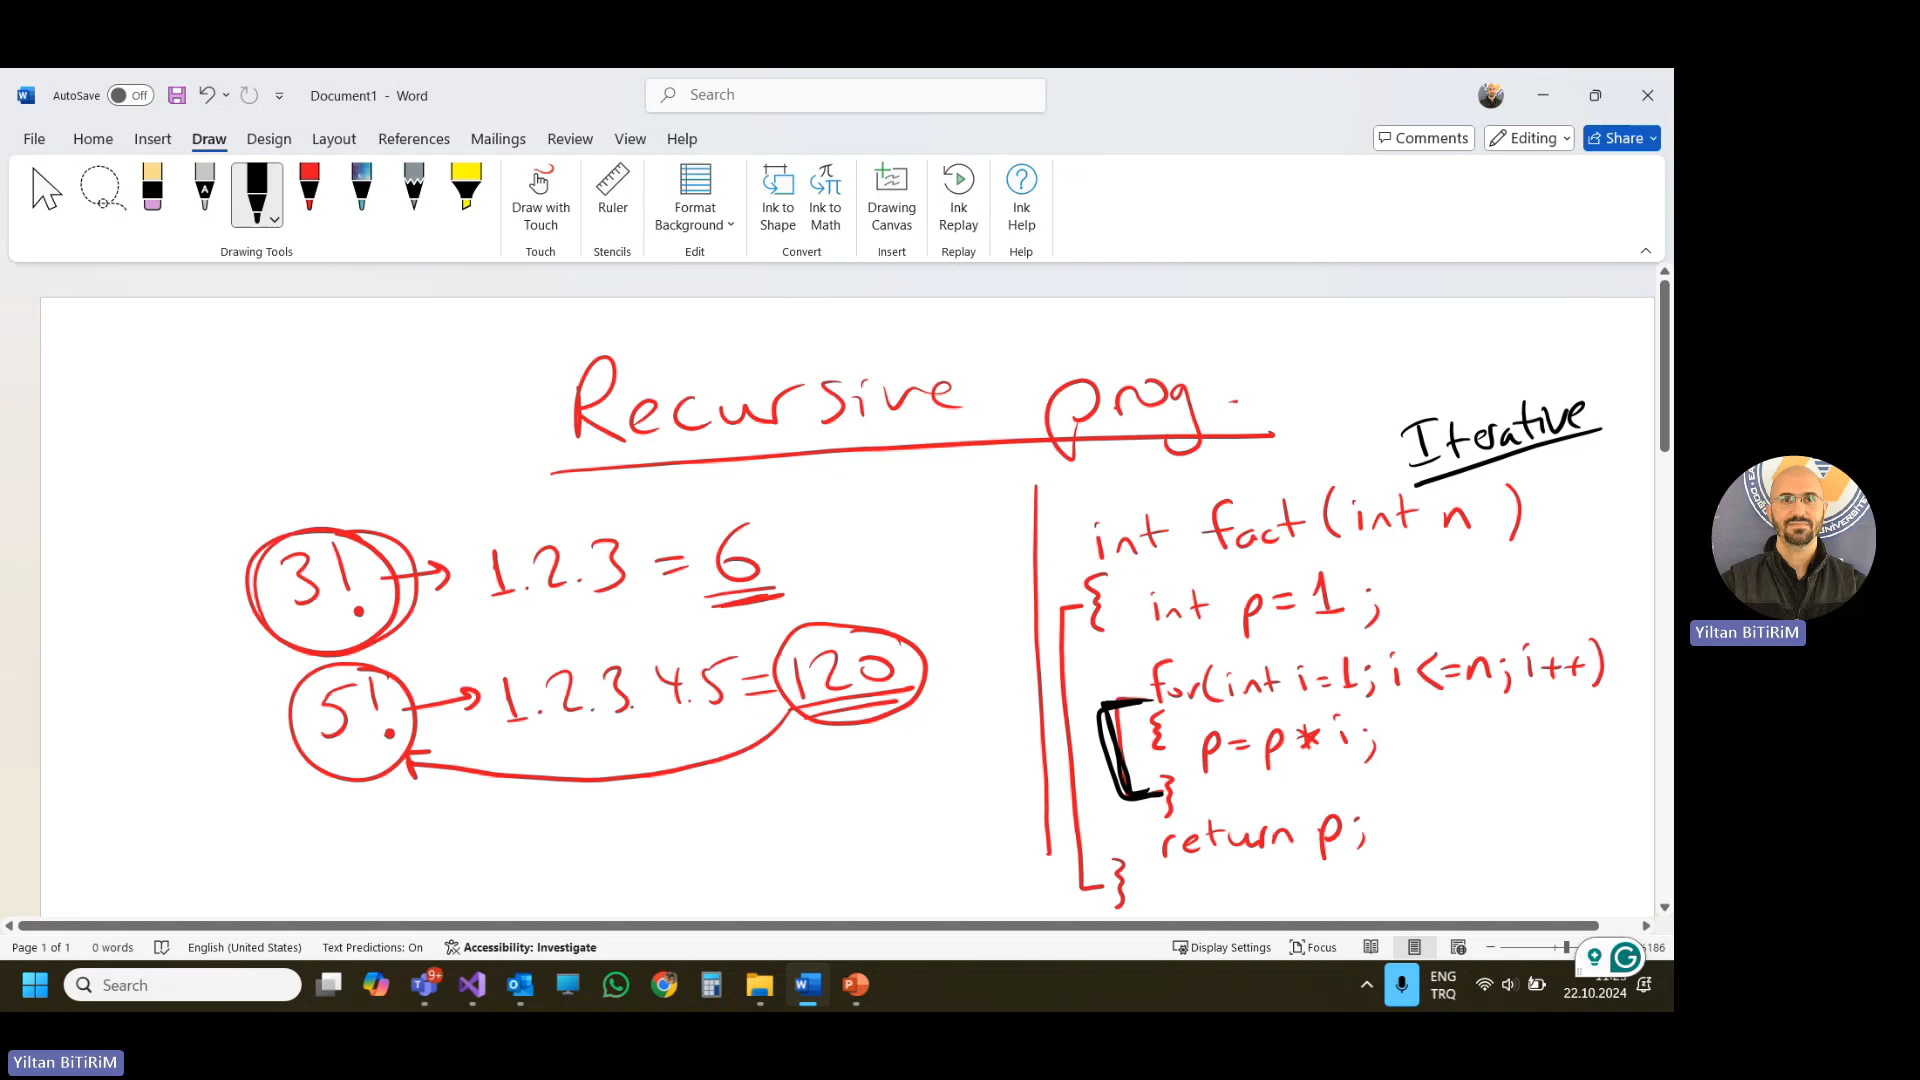 AutoSave Off Document1 - Word Search
File Home Insert Draw Design Layout References Mailings Review View Help Comments Editing Share
Draw with Touch Ruler Format Background Ink to Shape Ink to Math Drawing Canvas Ink Replay Ink Help
Drawing Tools Touch Stencils Edit Convert Insert Replay Help
Recursive prog.
Iterative
3! → 1.2.3 = 6
5! → 1.2.3.4.5 = 120
int fact(int n)
{ int p=1;
for(int i=1; i<=n; i++)
{ p=p*i;
}
return p;
}
Yiltan BiTiRiM
Page 1 of 1 0 words English (United States) Text Predictions: On Accessibility: Investigate Display Settings Focus 186
Search 9+ ENG
TRQ
22.10.2024
Yiltan BiTiRiM